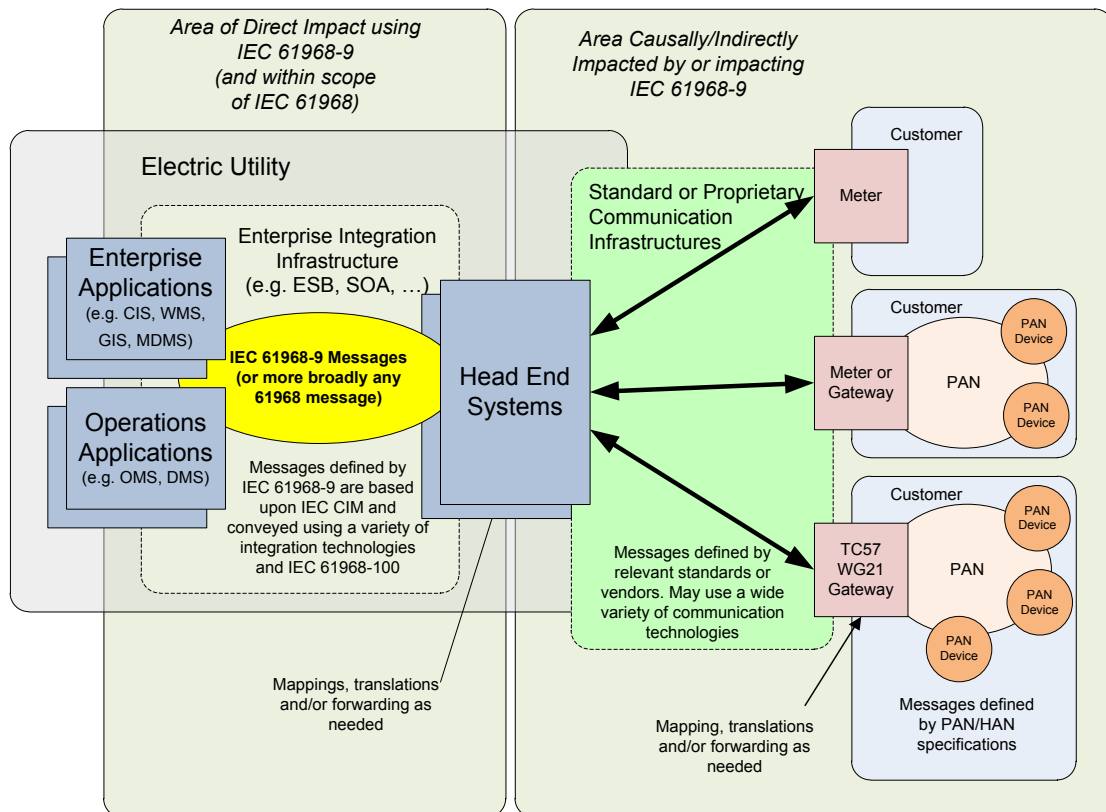 Area of Direct Impact using
IEC 61968-9
(and within scope
of IEC 61968)
Area Causally/Indirectly
Impacted by or impacting
IEC 61968-9
Electric Utility
Enterprise
Applications
(e.g. CIS, WMS,
GIS, MDMS)
Operations
Applications
(e.g. OMS, DMS)
Enterprise Integration
Infrastructure
(e.g. ESB, SOA, …)
IEC 61968-9 Messages
(or more broadly any
61968 message)
Messages defined by
IEC 61968-9 are based
upon IEC CIM and
conveyed using a variety of
integration technologies
and IEC 61968-100
Head End
Systems
Mappings, translations
and/or forwarding as
needed
Standard or Proprietary
Communication
Infrastructures
Messages defined by
relevant standards or
vendors. May use a wide
variety of communication
technologies
Customer
Meter
Customer
Meter or
Gateway
PAN
PAN
Device
PAN
Device
Customer
TC57
WG21
Gateway
PAN
PAN
Device
PAN
Device
PAN
Device
Messages defined
by PAN/HAN
specifications
Mapping, translations
and/or forwarding as
needed